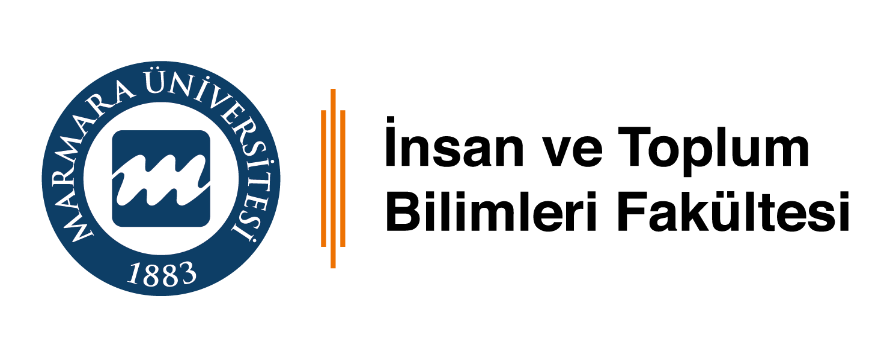 MARMARA ÜNİVERSİTESİ
1883
İnsan ve Toplum
Bilimleri Fakültesi